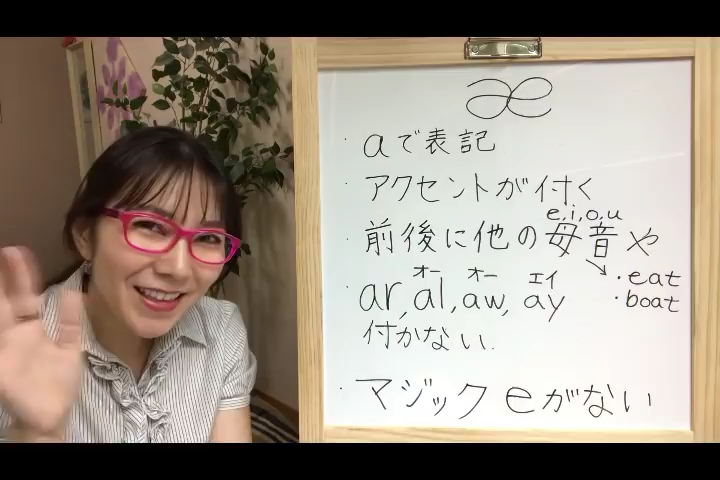 æ
・aで表記
・アクセントが付く
e,i,o,u
・前後に他の母音や
・eat
・boat
オー オー エイ
・ar,al,aw,ay
付かない.
・マジックeがない